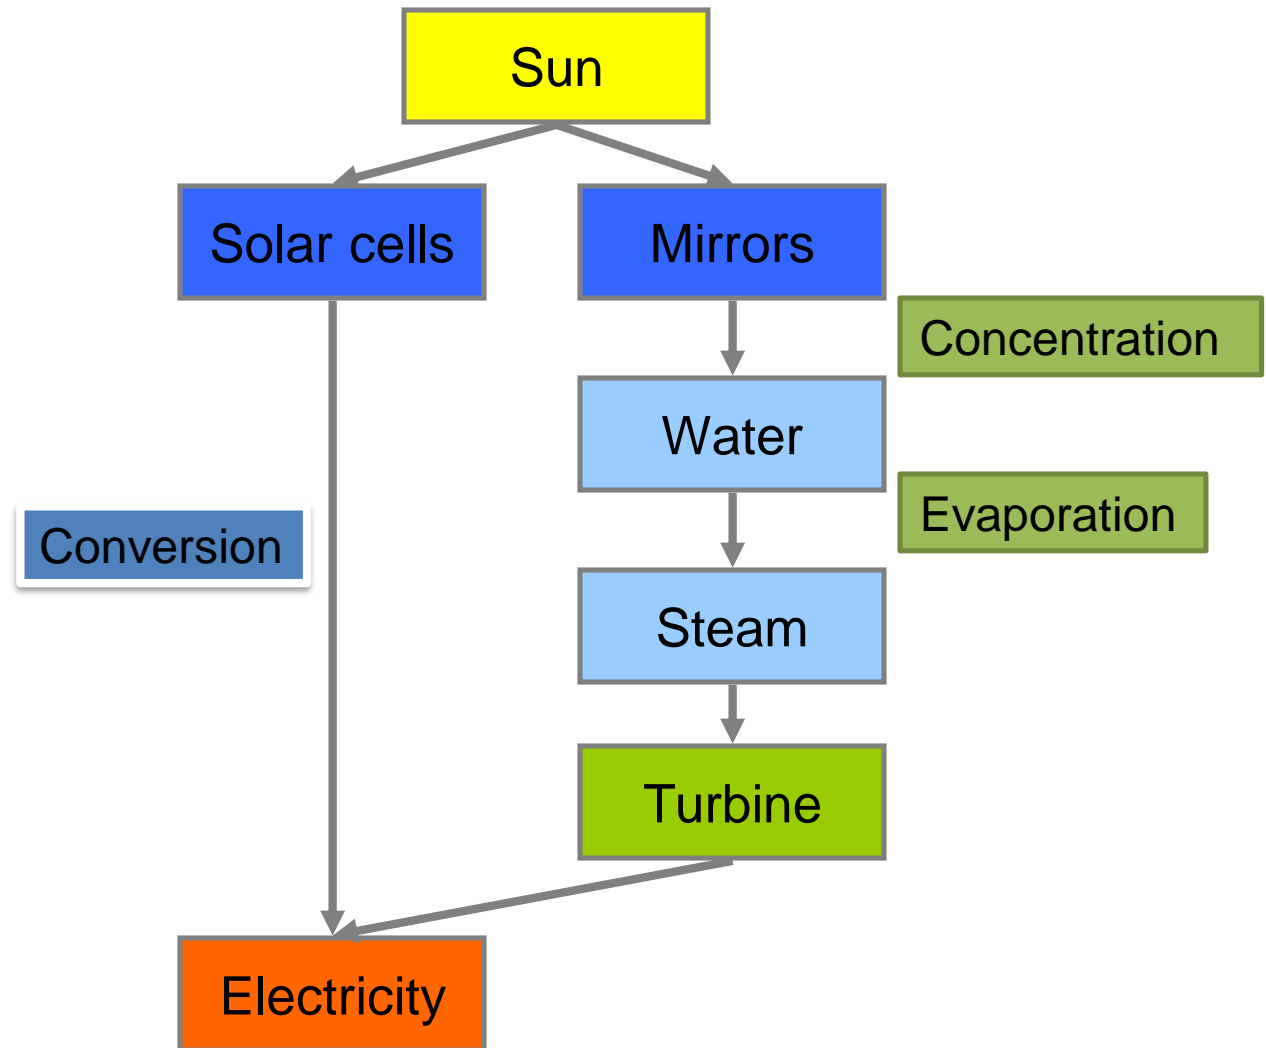 Sun
Solar cells
Mirrors
Concentration
Water
Evaporation
Conversion
Steam
Turbine
Electricity